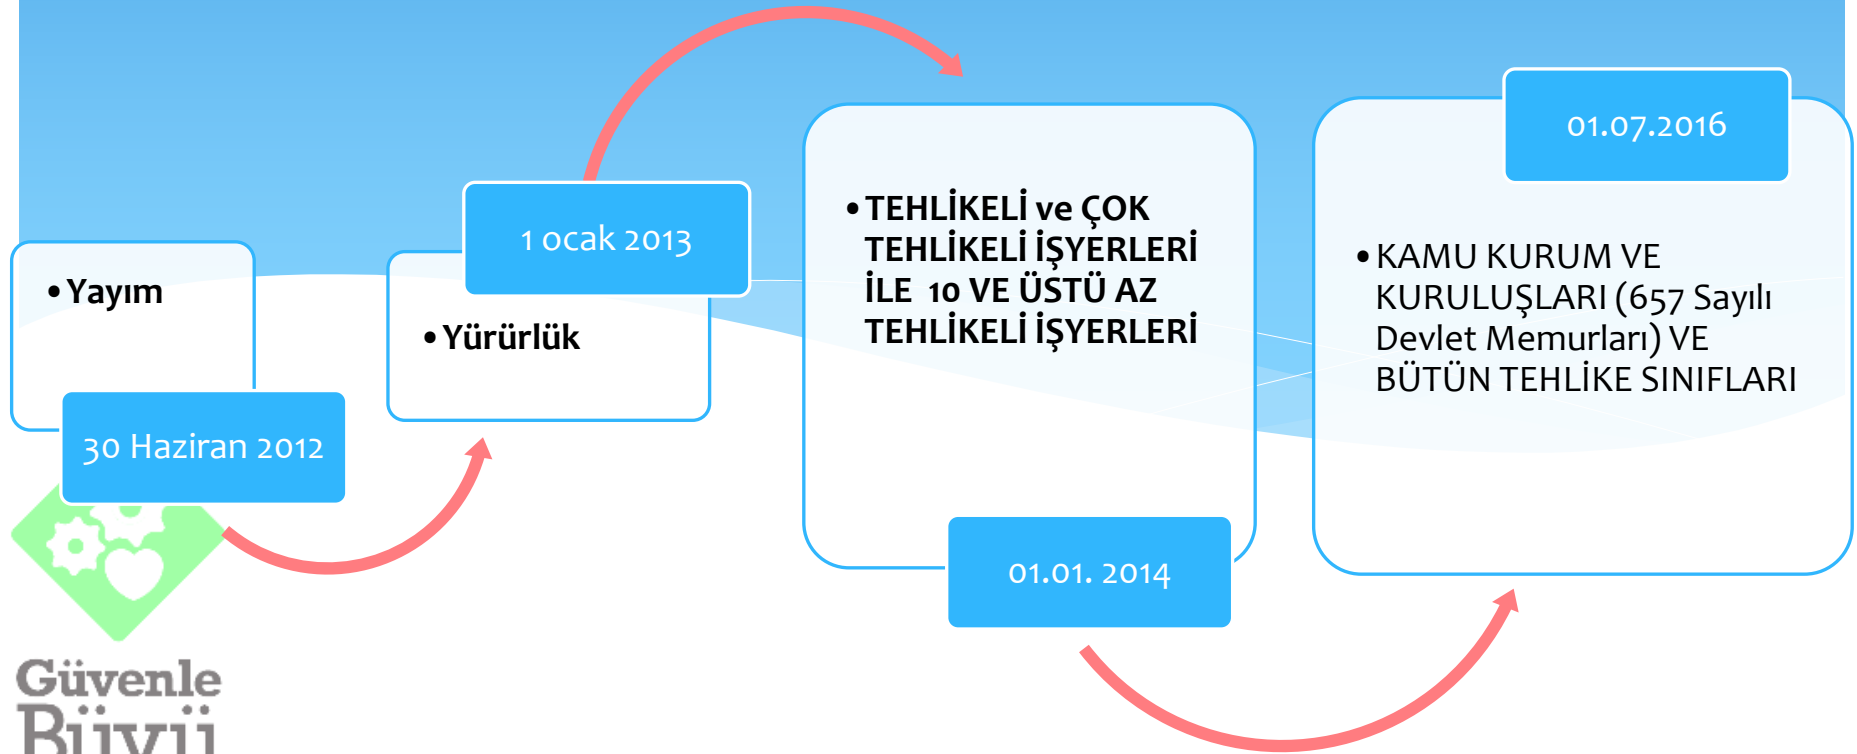 • Yayım
30 Haziran 2012
1 ocak 2013
• Yürürlük
• TEHLİKELİ ve ÇOK
TEHLİKELİ İŞYERLERİ
İLE 10 VE ÜSTÜ AZ
TEHLİKELİ İŞYERLERİ
01.01. 2014
01.07.2016
• KAMU KURUM VE
KURULUŞLARI (657 Sayılı
Devlet Memurları) VE
BÜTÜN TEHLİKE SINIFLARI
Güvenle
Büyü